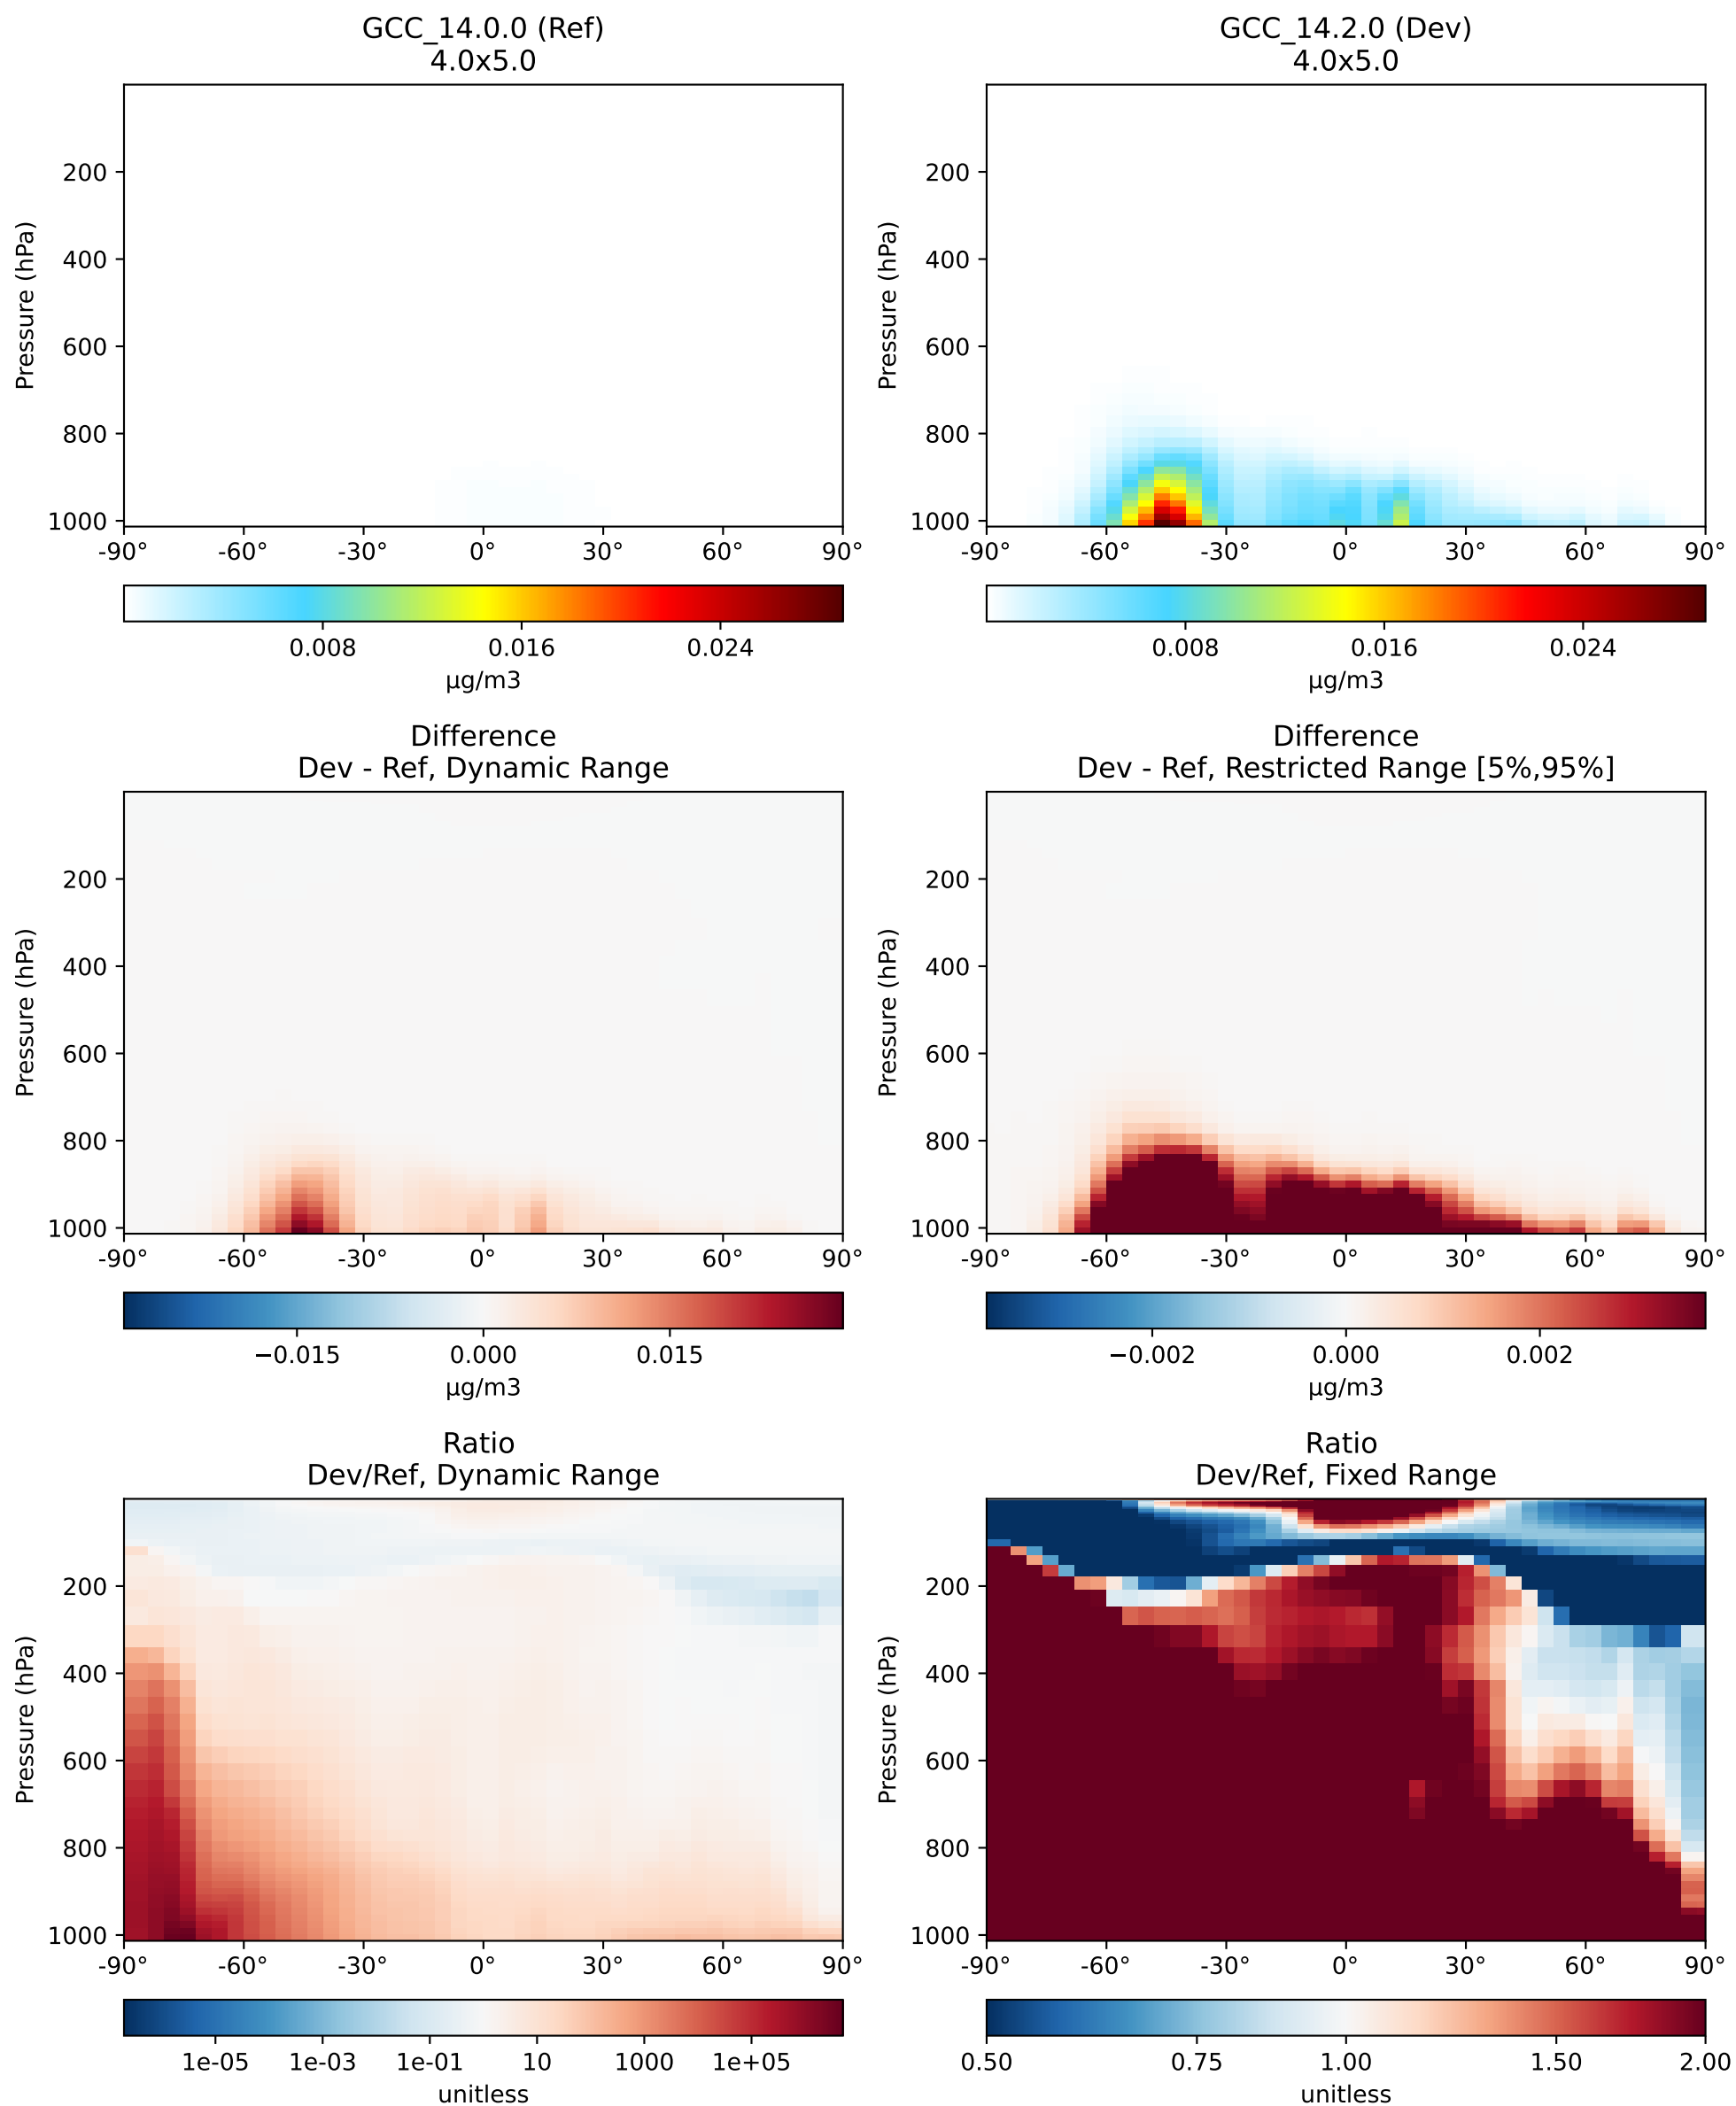 GCC_14.0.0 (Ref)
4.0x5.0
Pressure (hPa)
200
400
600
800
1000
-90° -60° -30° 0° 30° 60° 90°
0.008 0.016 0.024
µg/m3
GCC_14.2.0 (Dev)
4.0x5.0
Pressure (hPa)
200
400
600
800
1000
-90° -60° -30° 0° 30° 60° 90°
0.008 0.016 0.024
µg/m3
Difference
Dev - Ref, Dynamic Range
Pressure (hPa)
200
400
600
800
1000
-90° -60° -30° 0° 30° 60° 90°
−0.015 0.000 0.015
µg/m3
Difference
Dev - Ref, Restricted Range [5%,95%]
Pressure (hPa)
200
400
600
800
1000
-90° -60° -30° 0° 30° 60° 90°
−0.002 0.000 0.002
µg/m3
Ratio
Dev/Ref, Dynamic Range
Pressure (hPa)
200
400
600
800
1000
-90° -60° -30° 0° 30° 60° 90°
1e-05 1e-03 1e-01 10 1000 1e+05
unitless
Ratio
Dev/Ref, Fixed Range
Pressure (hPa)
200
400
600
800
1000
-90° -60° -30° 0° 30° 60° 90°
0.50 0.75 1.00 1.50 2.00
unitless